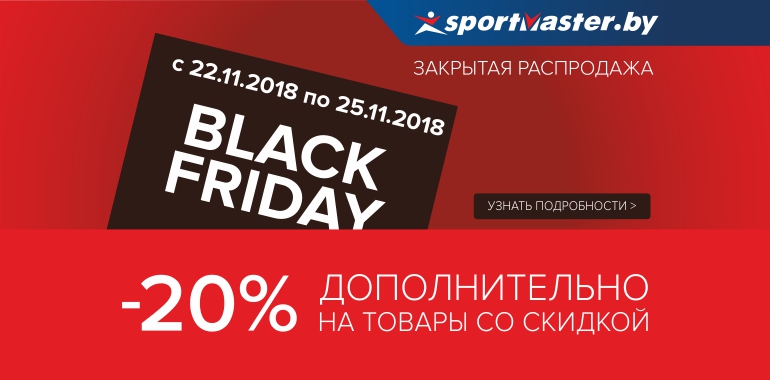 sportmaster.by
ЗАКРЫТАЯ РАСПРОДАЖА
с 22.11.2018 по 25.11.2018
BLACK
FRIDAY
УЗНАТЬ ПОДРОБНОСТИ >
-20% ДОПОЛНИТЕЛЬНО
НА ТОВАРЫ СО СКИДКОЙ